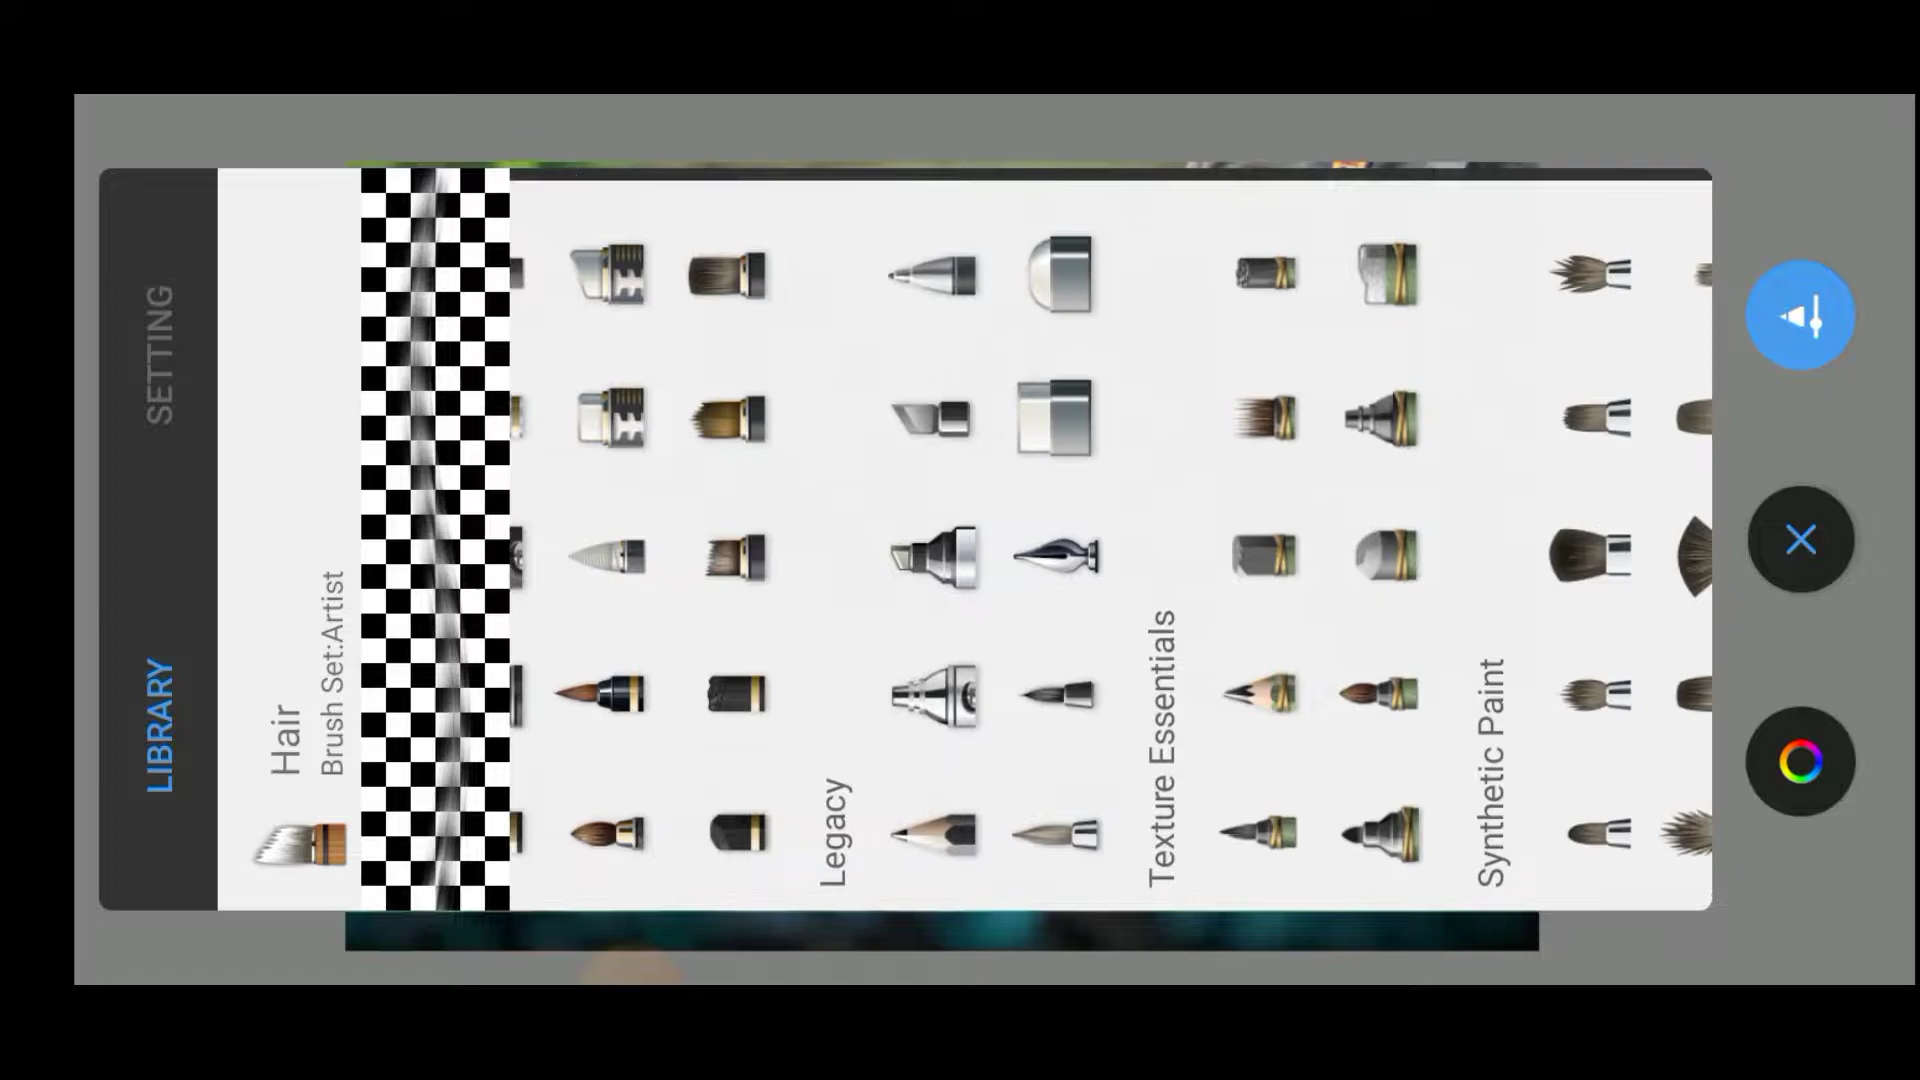 LIBRARY
SETTING
Hair
Brush Set:Artist
Legacy
Texture Essentials
Synthetic Paint